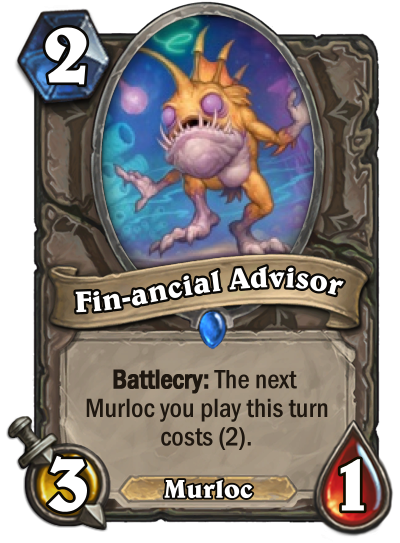 2
Fin-ancial Advisor
Battlecry: The next
Murloc you play this turn
costs (2).
3
Murloc
1